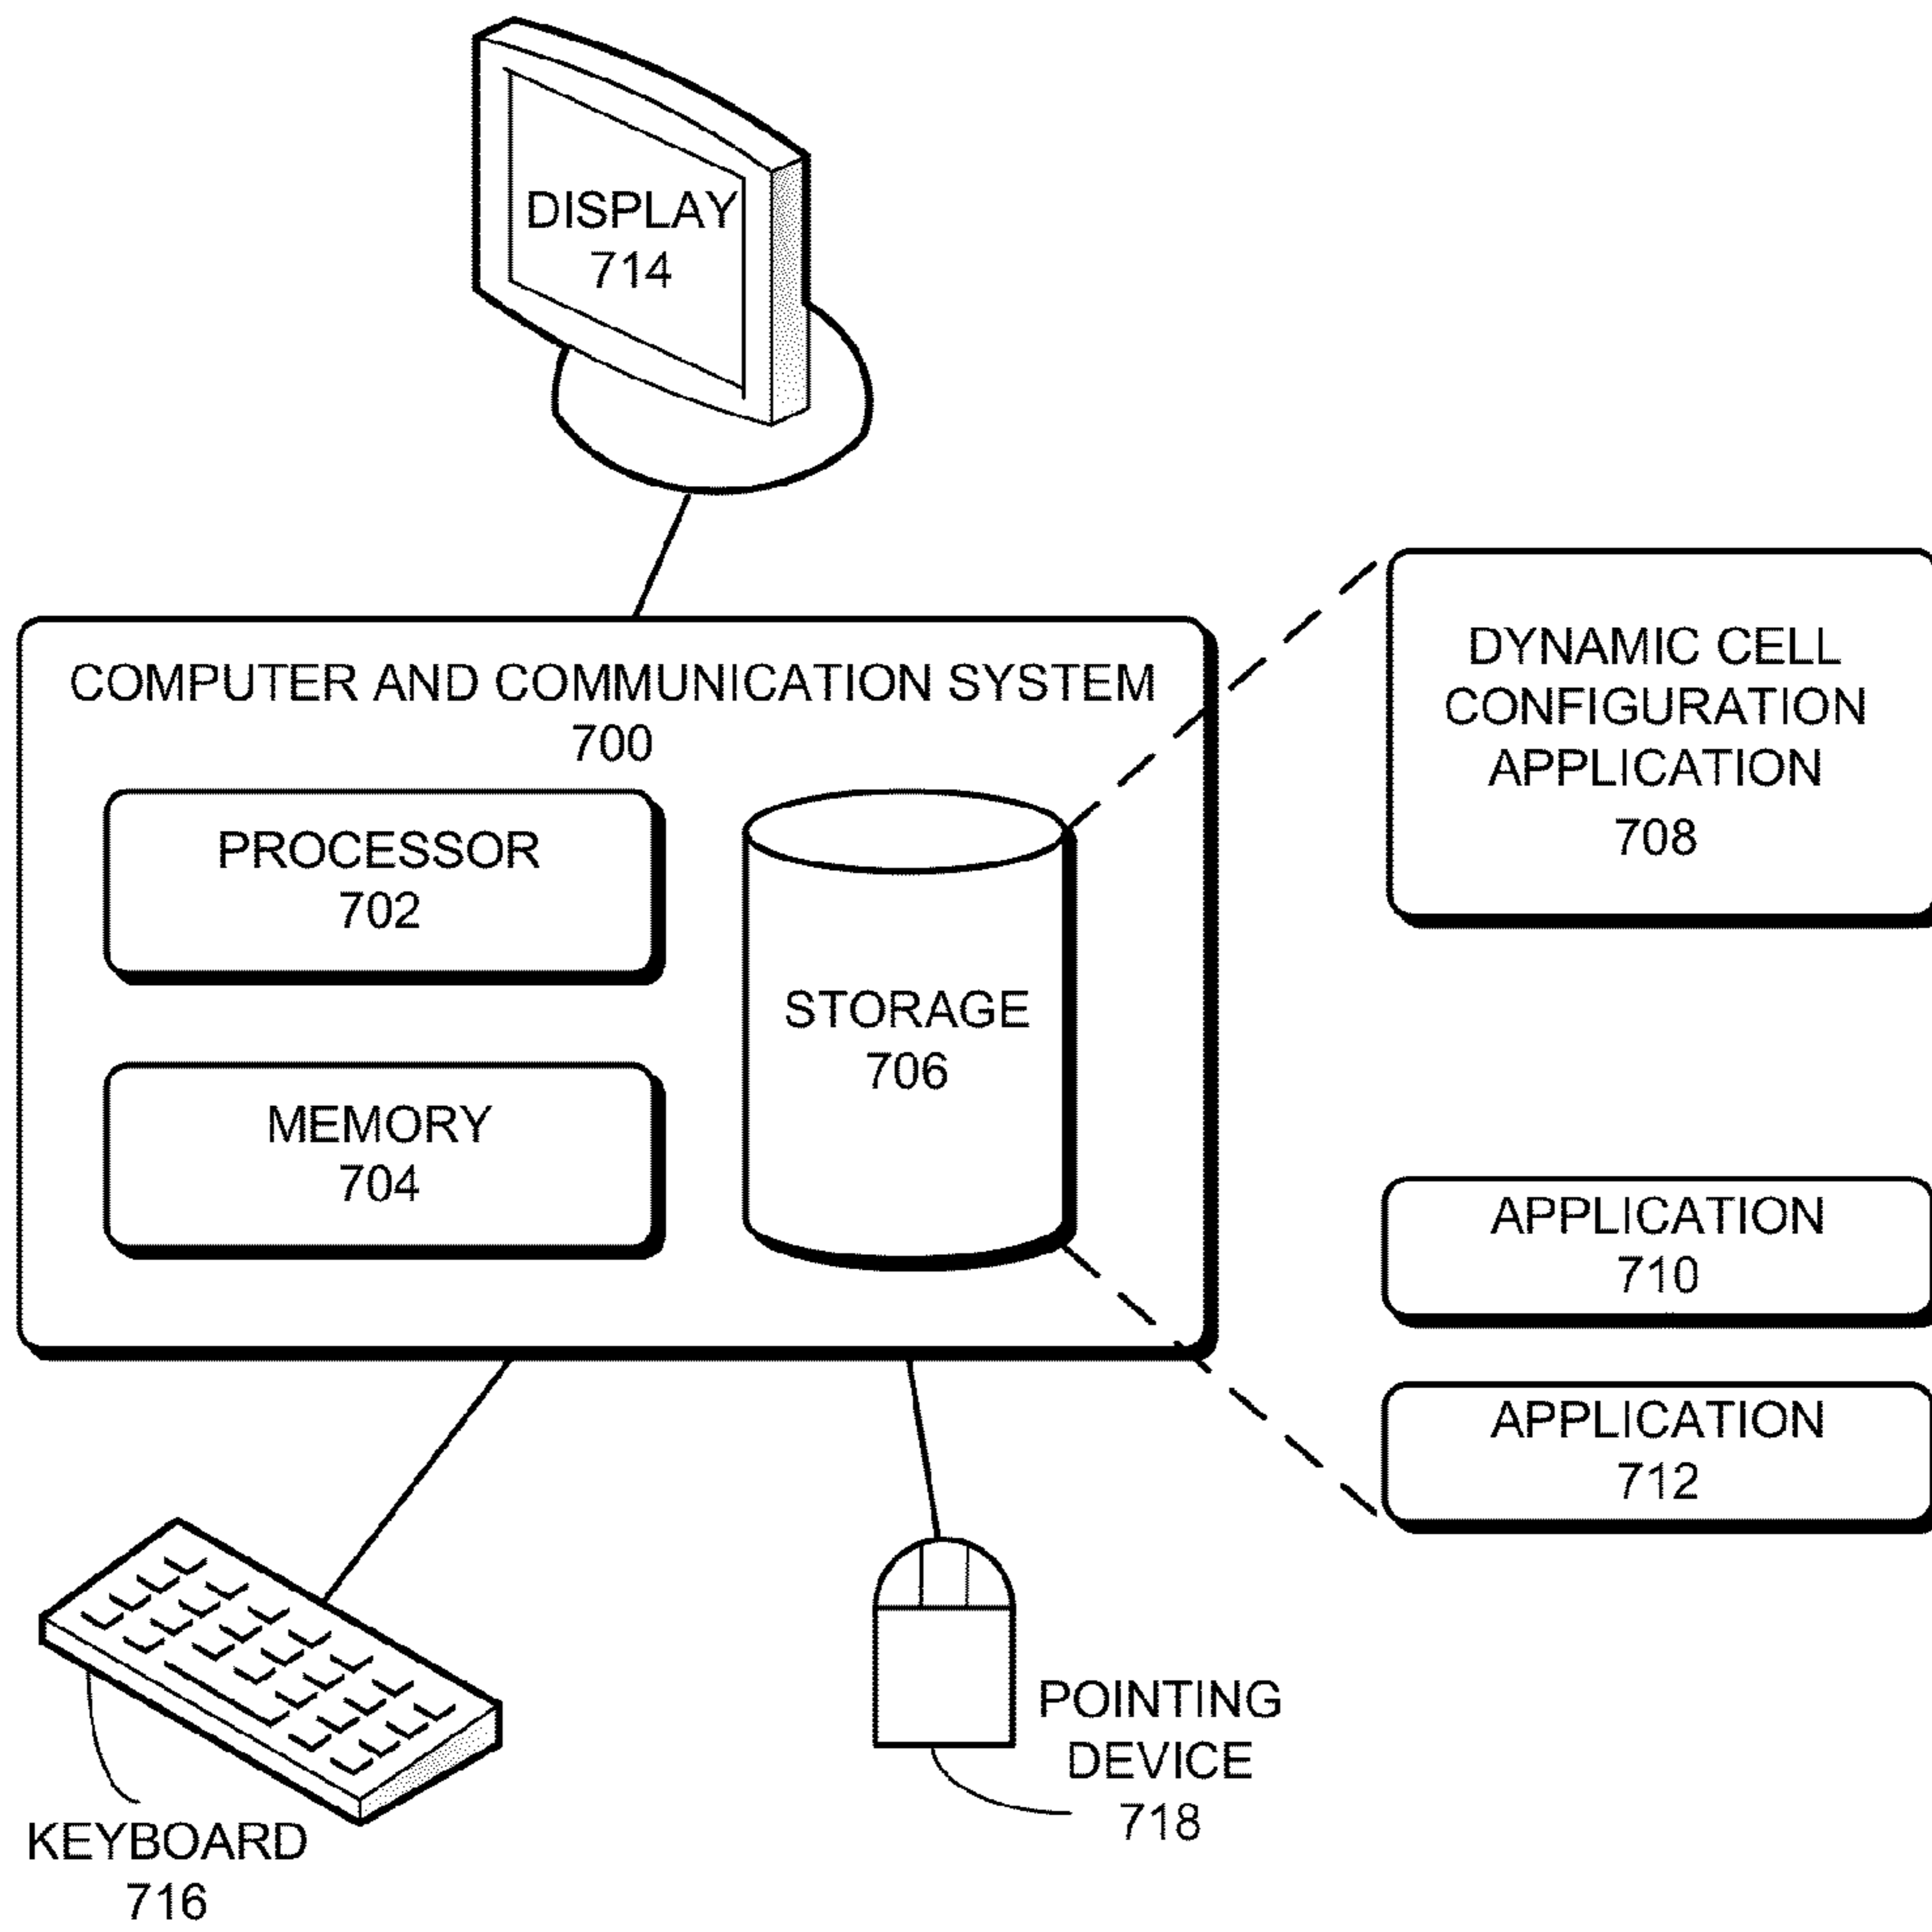 DISPLAY
714
COMPUTER AND COMMUNICATION SYSTEM
700
PROCESSOR
702
MEMORY
704
STORAGE
706
DYNAMIC CELL
CONFIGURATION
APPLICATION
708
APPLICATION
710
APPLICATION
712
KEYBOARD
716
POINTING
DEVICE
718